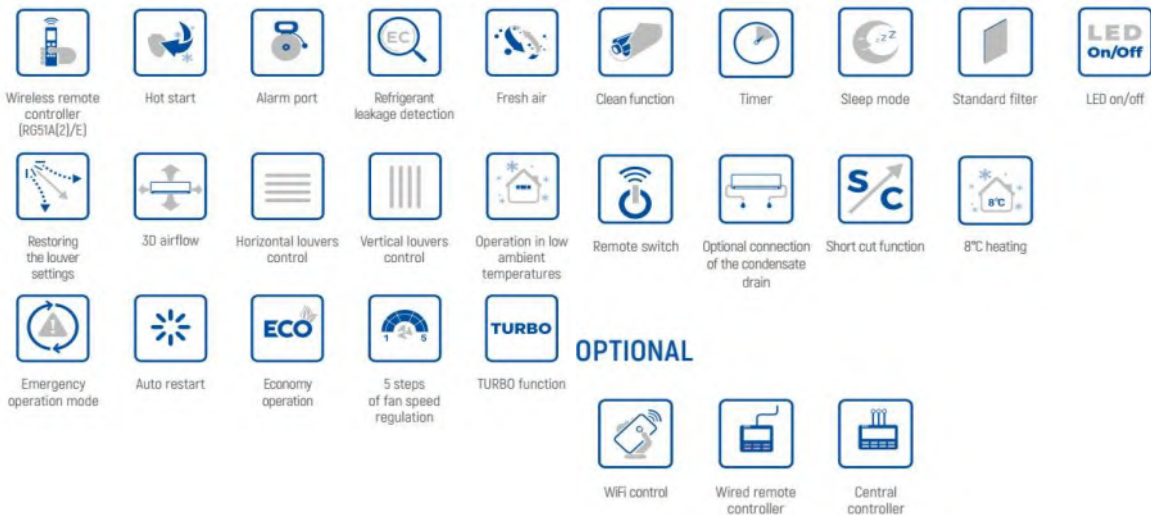 EC
zZZ
LED
On/Off
Wireless remote
controller
(RG51A(2)/E)
Hot start
Alarm port
Refrigerant
leakage detection
Fresh air
Clean function
Timer
Sleep mode
Standard filter
LED on/off
S/C
8°C
Restoring
the louver
settings
3D airflow
Horizontal louvers
control
Vertical louvers
control
Operation in low
ambient
temperatures
Remote switch
Optional connection
of the condensate
drain
Short cut function
8°C heating
ECO
1 5
TURBO
Emergency
operation mode
Auto restart
Economy
operation
5 steps
of fan speed
regulation
TURBO function
OPTIONAL
WiFi control
Wired remote
controller
Central
controller